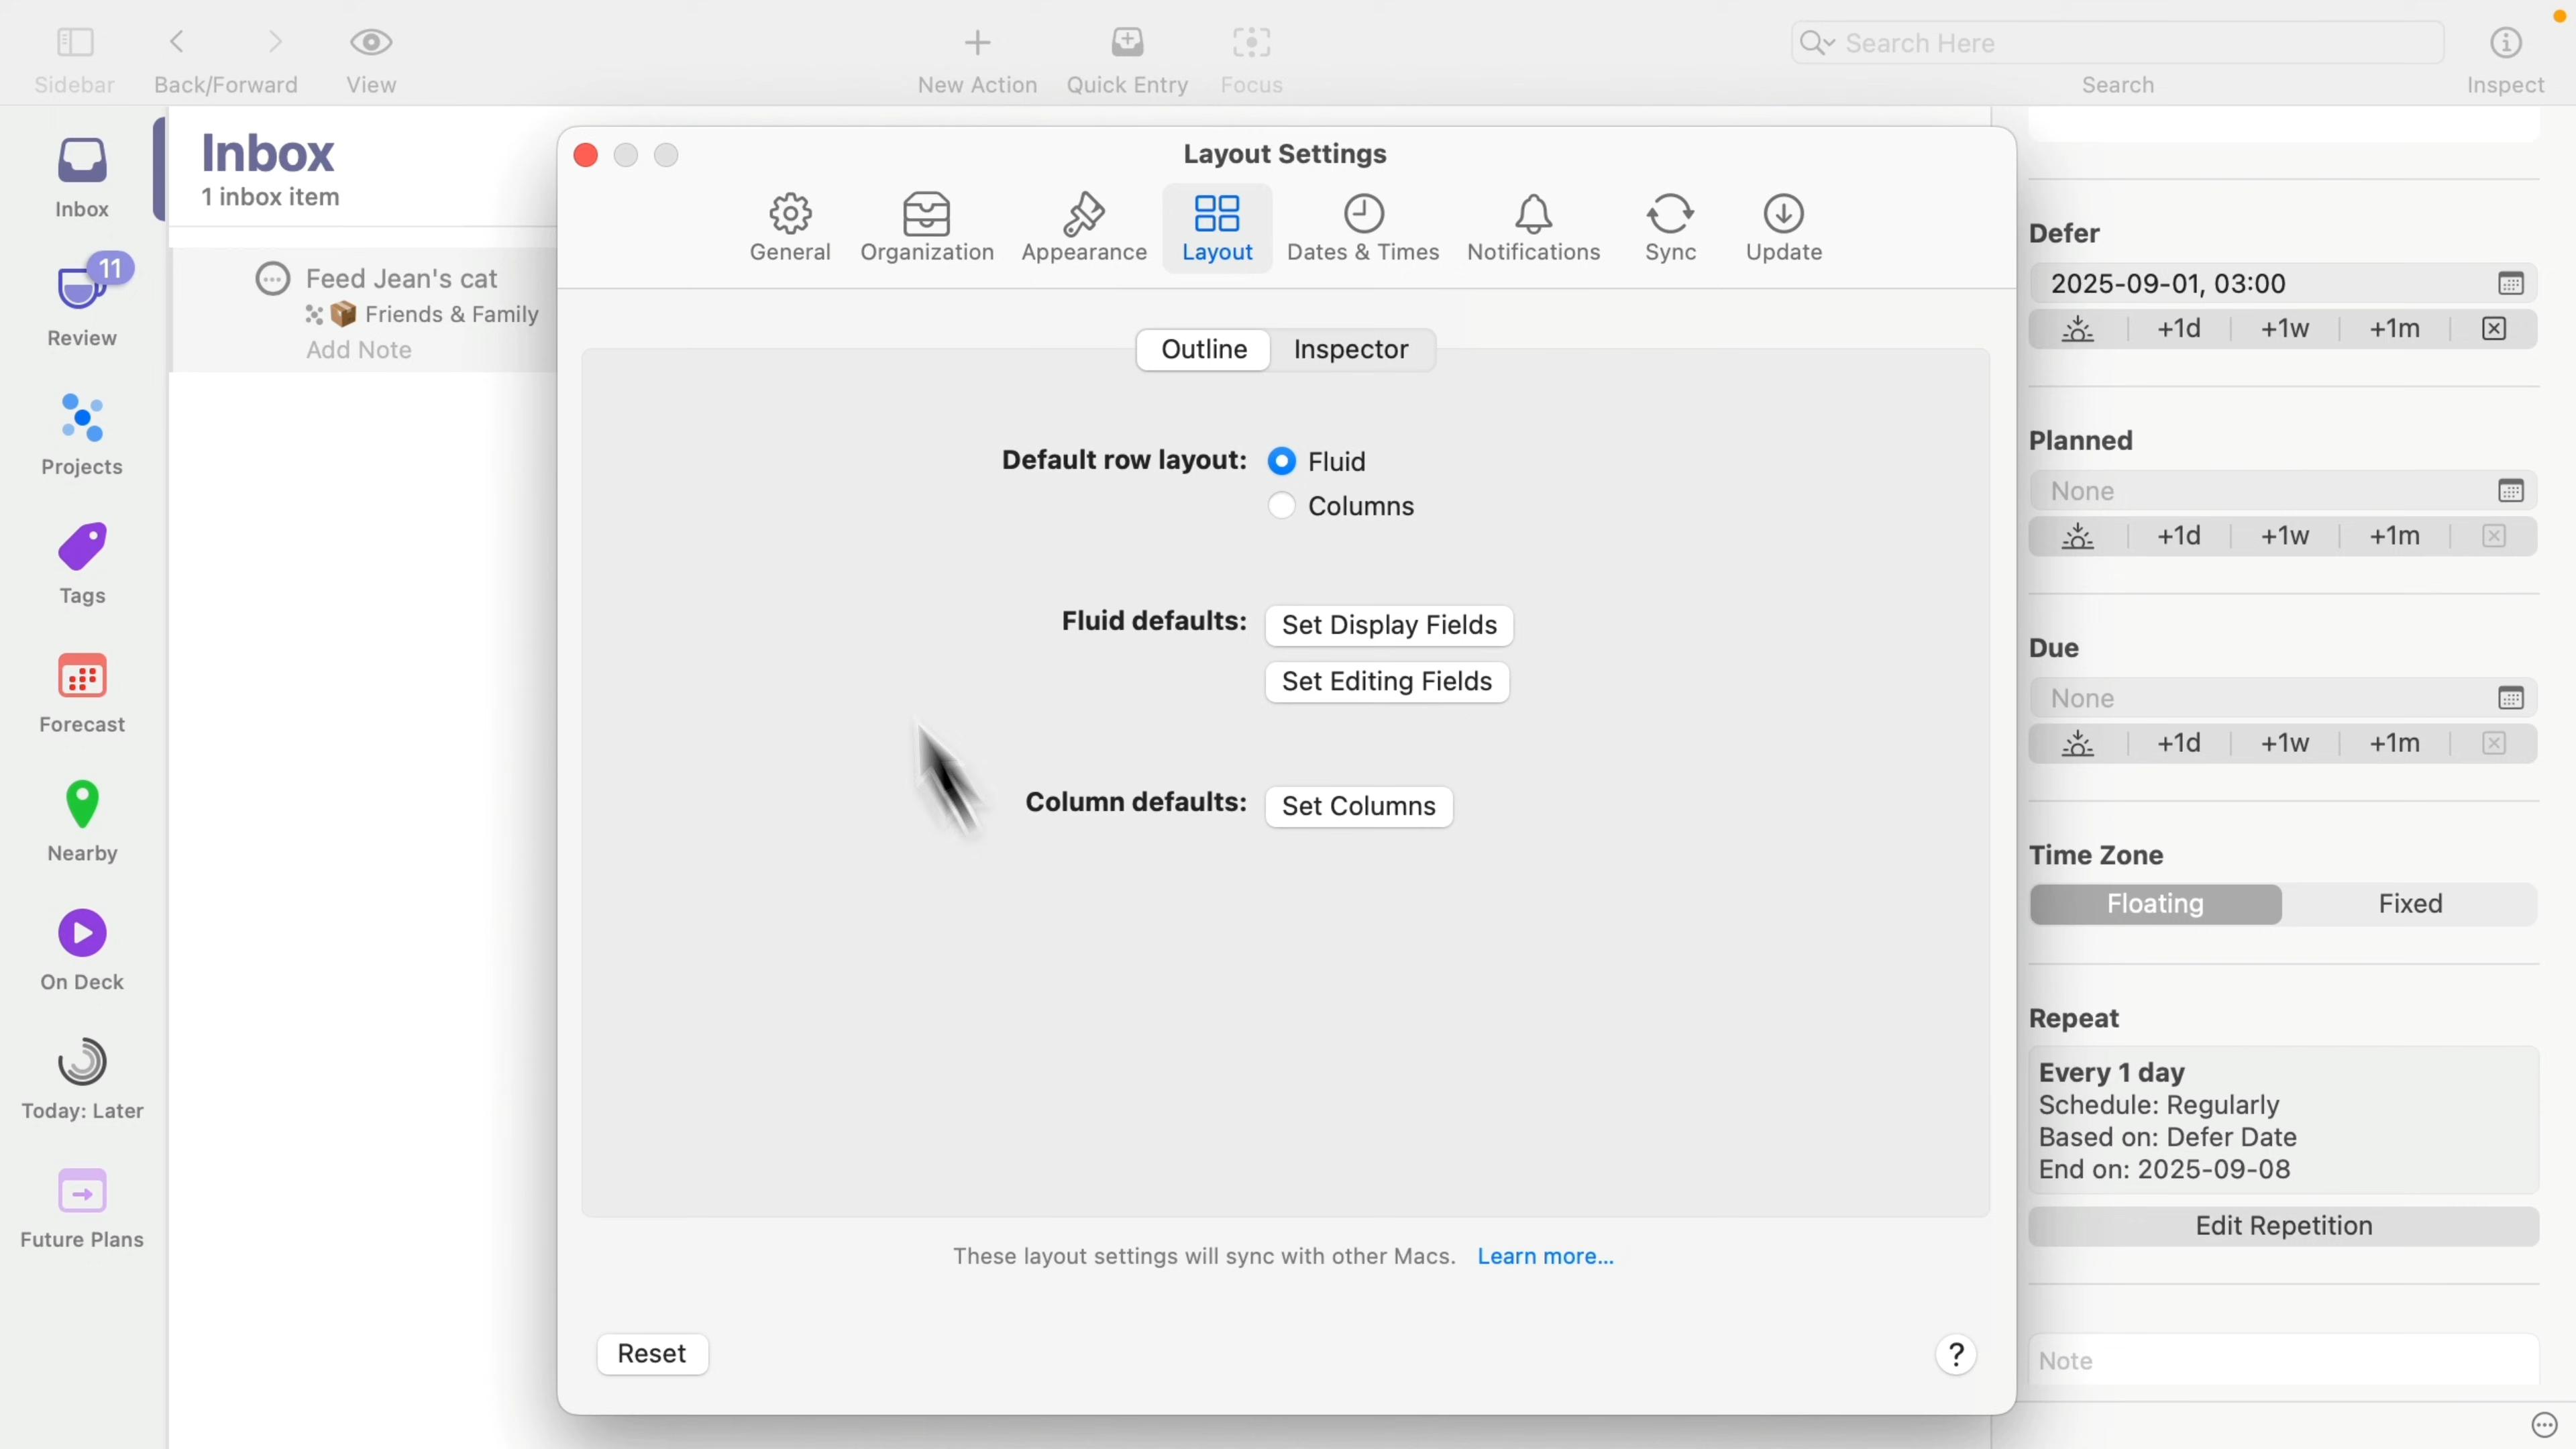 Sidebar
Back/Forward
View
New Action
Quick Entry
Focus
Search Here
Search
Inspect
Inbox
11
Review
Projects
Tags
Forecast
Nearby
On Deck
Today: Later
Future Plans
Inbox
1 inbox item
Feed Jean's cat
Friends & Family
Add Note
Layout Settings
General
Organization
Appearance
Layout
Dates & Times
Notifications
Sync
Update
Outline
Inspector
Default row layout:
Fluid
Columns
Fluid defaults:
Set Display Fields
Set Editing Fields
Column defaults:
Set Columns
These layout settings will sync with other Macs. Learn more...
Reset
?
Defer
2025-09-01, 03:00
+1d +1w +1m
Planned
None
+1d +1w +1m
Due
None
+1d +1w +1m
Time Zone
Floating Fixed
Repeat
Every 1 day
Schedule: Regularly
Based on: Defer Date
End on: 2025-09-08
Edit Repetition
Note